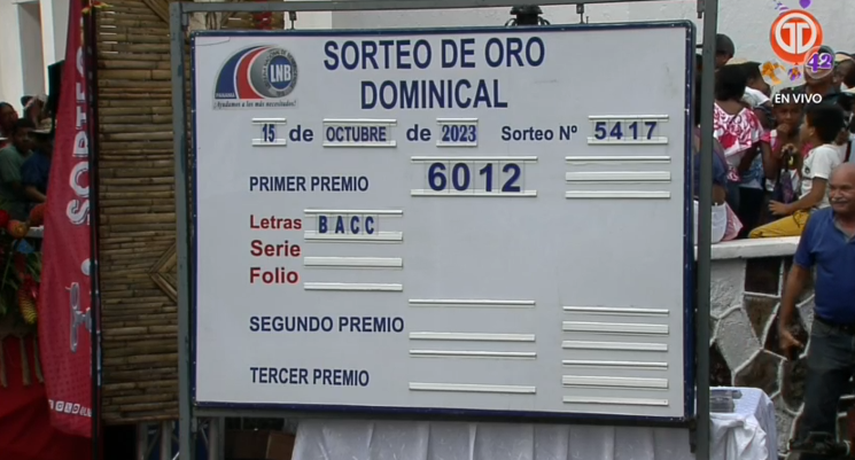 SORTEO DE ORO
DOMINICAL
LNB
¡Ayudamos a los más necesitados!
15 de OCTUBRE de 2023 Sorteo Nº 5417
PRIMER PREMIO 6012
Letras BACC
Serie
Folio
SEGUNDO PREMIO
TERCER PREMIO
42
EN VIVO
SORTEO